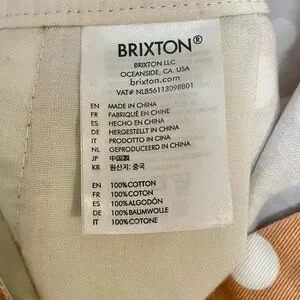 BRIXTON®
BRIXTON LLC
OCEANSIDE, CA. USA
brixton.com
VAT# NL856113098B01
EN MADE IN CHINA
FR FABRIQUÉ EN CHINE
ES HECHO EN CHINA
DE HERGESTELLT IN CHINA
IT PRODOTTO IN CINA
NL GEPRODUCEERD IN CHINA
JP 中国製
KR 원산지: 중국
EN 100%COTTON
FR 100%COTON
ES 100%ALGODÓN
DE 100%BAUMWOLLE
IT 100%COTONE